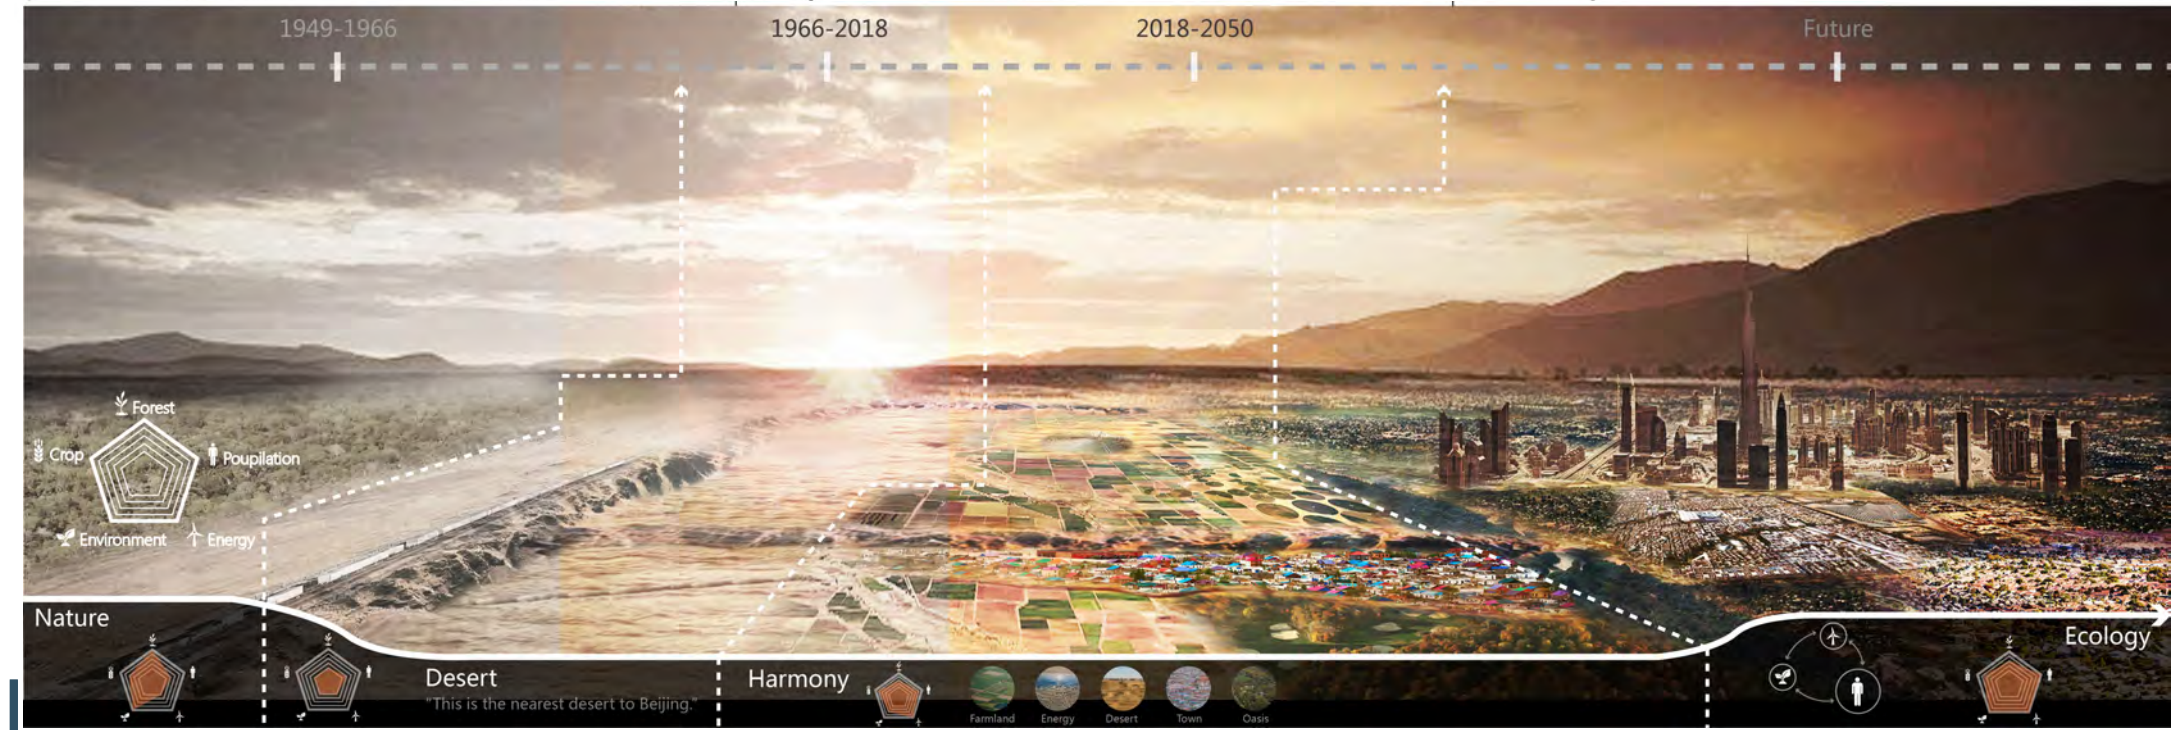 1949-1966
1966-2018
2018-2050
Future
Forest
Crop
Poupilation
Environment
Energy
Nature
Desert
"This is the nearest desert to Beijing."
Harmony
Farmland
Energy
Desert
Town
Oasis
Ecology